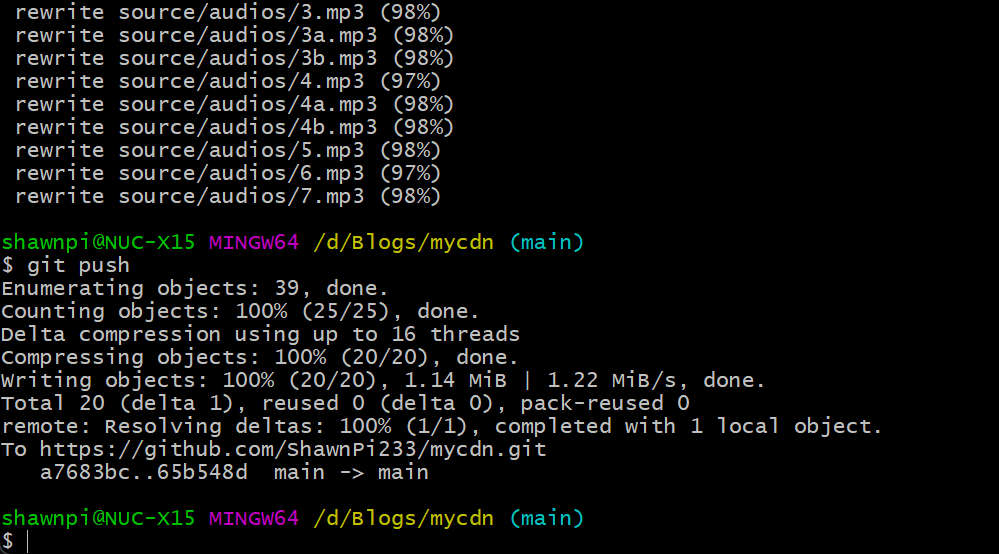 rewrite source/audios/3.mp3 (98%)
rewrite source/audios/3a.mp3 (98%)
rewrite source/audios/3b.mp3 (98%)
rewrite source/audios/4.mp3 (97%)
rewrite source/audios/4a.mp3 (98%)
rewrite source/audios/4b.mp3 (98%)
rewrite source/audios/5.mp3 (98%)
rewrite source/audios/6.mp3 (97%)
rewrite source/audios/7.mp3 (98%)
shawnpi@NUC-X15 MINGW64 /d/Blogs/mycdn (main)
$ git push
Enumerating objects: 39, done.
Counting objects: 100% (25/25), done.
Delta compression using up to 16 threads
Compressing objects: 100% (20/20), done.
Writing objects: 100% (20/20), 1.14 MiB | 1.22 MiB/s, done.
Total 20 (delta 1), reused 0 (delta 0), pack-reused 0
remote: Resolving deltas: 100% (1/1), completed with 1 local object.
To https://github.com/ShawnPi233/mycdn.git
   a7683bc..65b548d  main -> main
shawnpi@NUC-X15 MINGW64 /d/Blogs/mycdn (main)
$